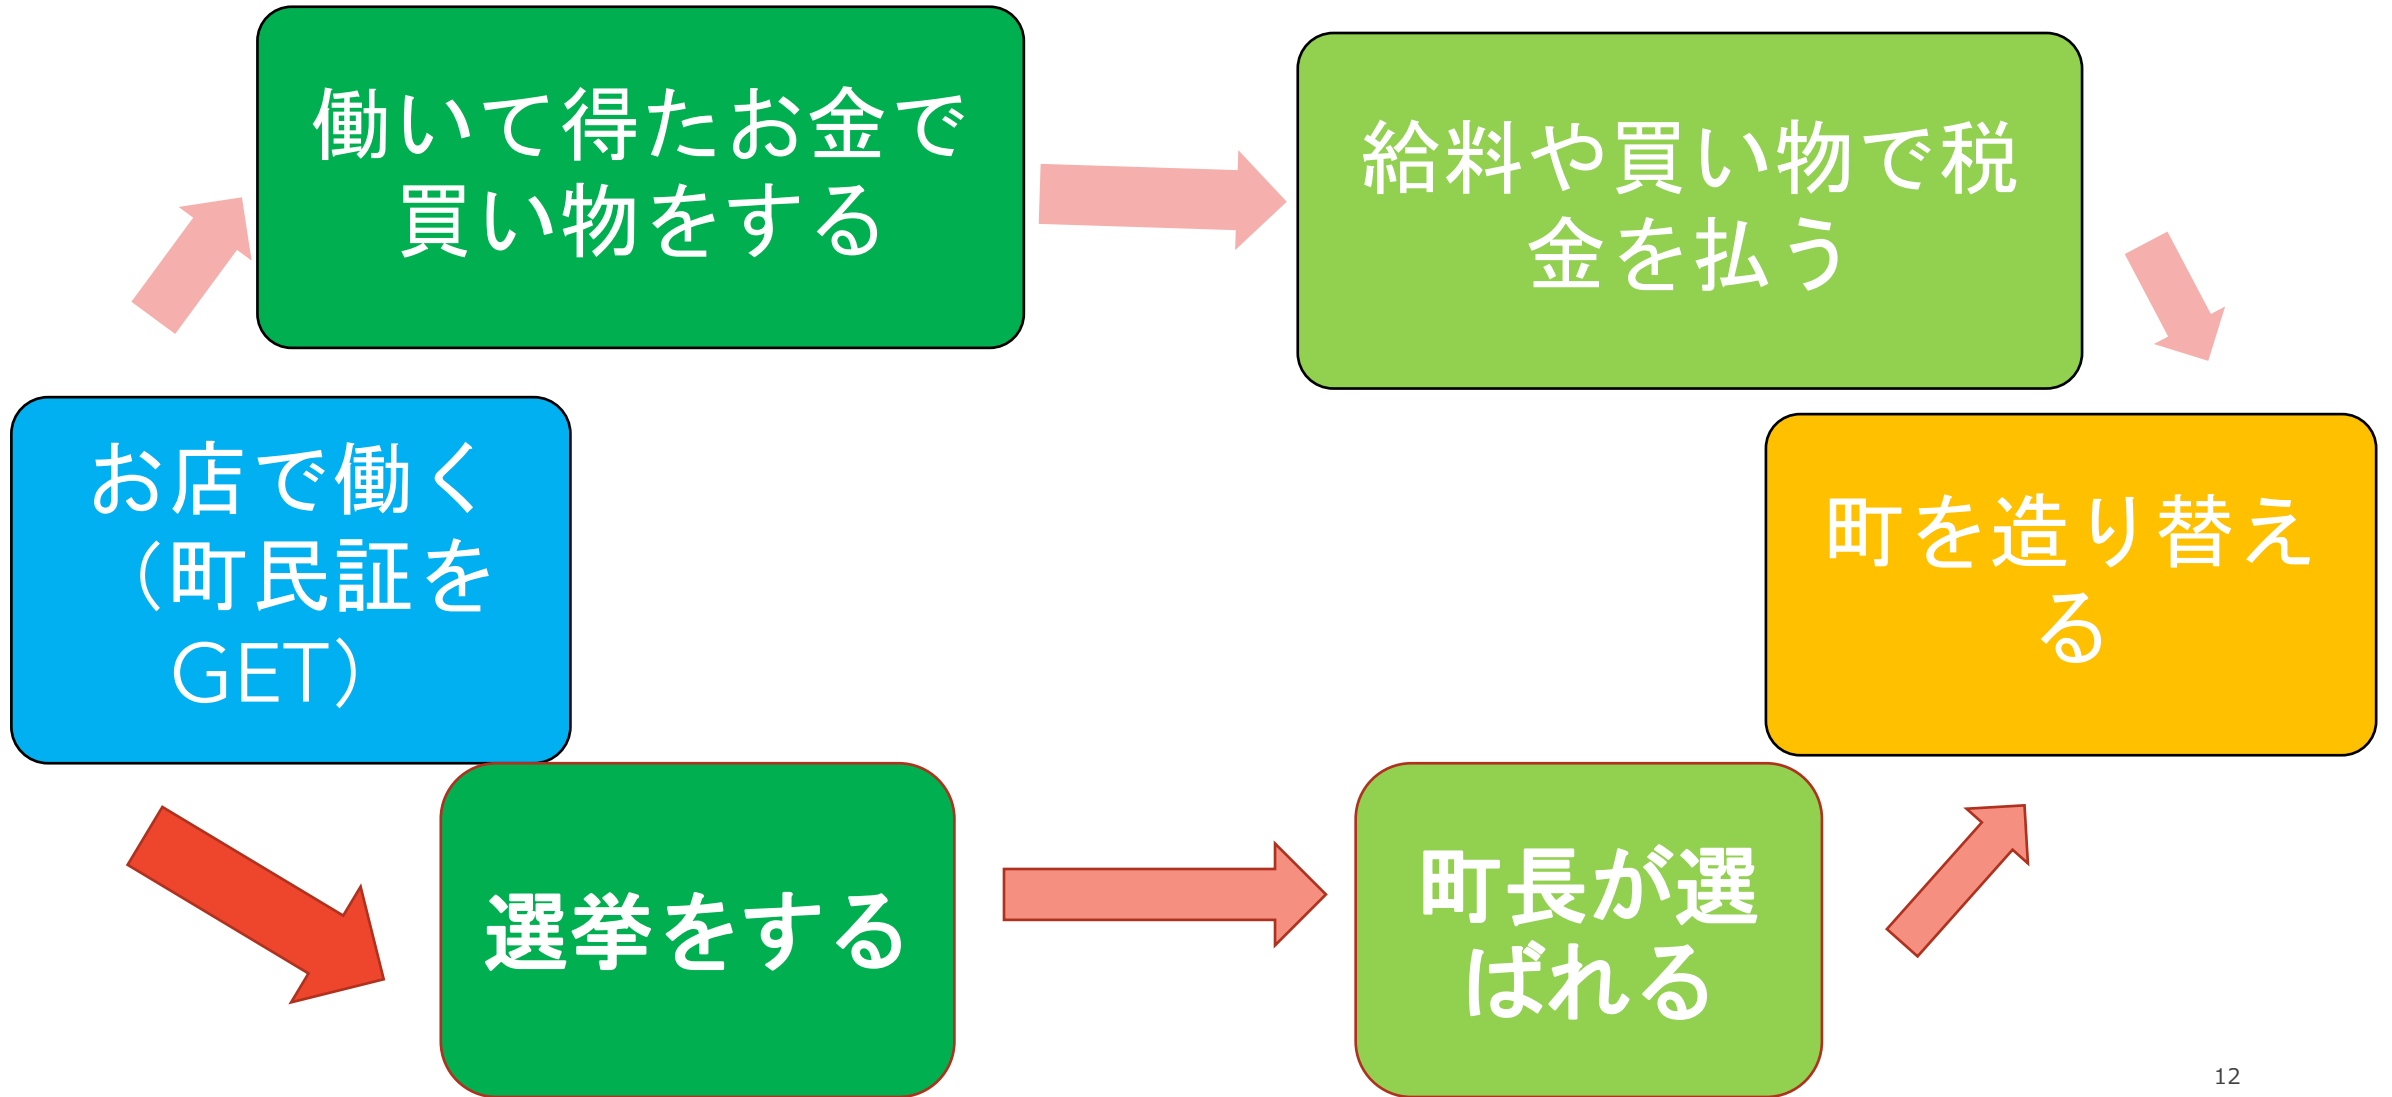 働いて得たお金で
買い物をする
給料や買い物で税
金を払う
お店で働く
（町民証を
GET）
町を造り替え
る
選挙をする
町長が選
ばれる
12